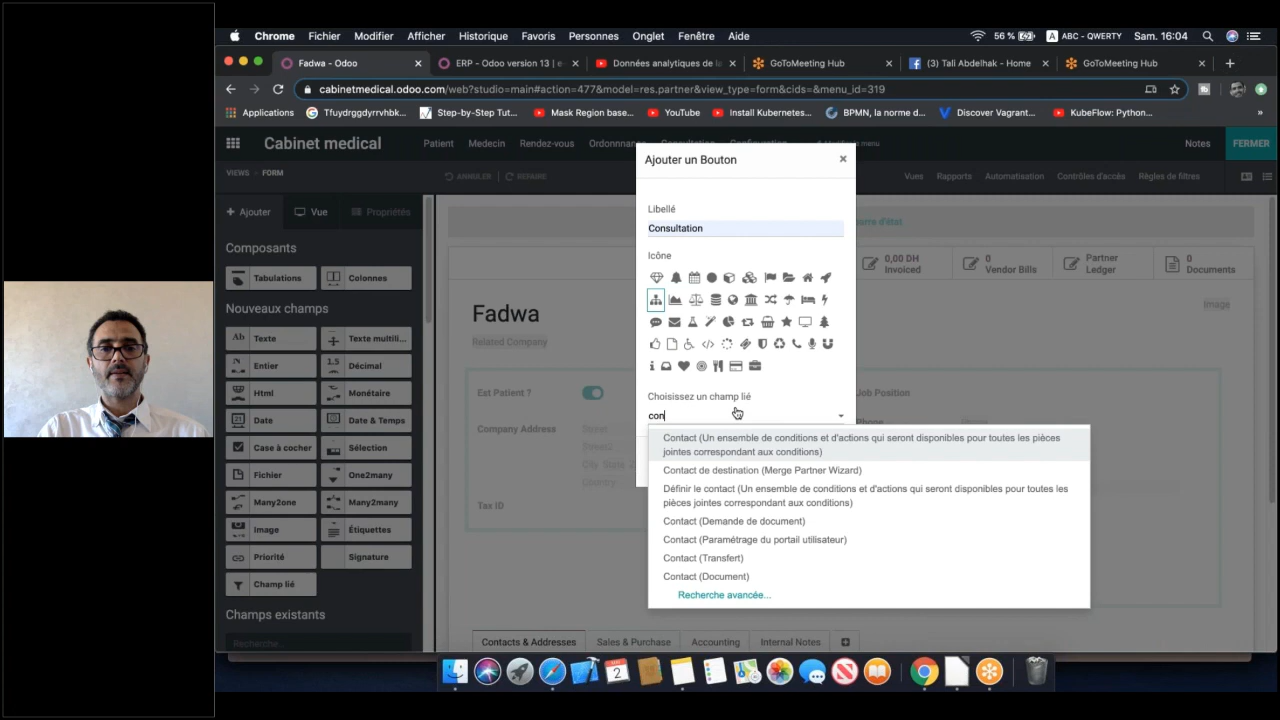 Chrome Fichier Modifier Afficher Historique Favoris Personnes Onglet Fenêtre Aide 56 % A ABC - QWERTY Sam. 16:04
Fadwa - Odoo × ERP - Odoo version 13 | e × Données analytiques de la × GoToMeeting Hub × (3) Tali Abdelhak - Home × GoToMeeting Hub × +
cabinetmedical.odoo.com/web?studio=main#action=477&model=res.partner&view_type=form&cids=&menu_id=319
Applications Tfuydrgdyrrvhbk... Step-by-Step Tut... Mask Region base... YouTube Install Kubernetes... BPMN, la norme d... Discover Vagrant... KubeFlow: Python... »
Cabinet medical Patient Medecin Rendez-vous menu Notes FERMER
VIEWS › FORM ANNULER REFAIRE Vues Rapports Automatisation Contrôles d'accès Règles de filtres
+ Ajouter Vue Propriétés
Ajouter un Bouton ×
Libellé
Consultation
Icône
Choisissez un champ lié
con
Contact (Un ensemble de conditions et d'actions qui seront disponibles pour toutes les pièces
jointes correspondant aux conditions)
Contact de destination (Merge Partner Wizard)
Définir le contact (Un ensemble de conditions et d'actions qui seront disponibles pour toutes les
pièces jointes correspondant aux conditions)
Contact (Demande de document)
Contact (Paramétrage du portail utilisateur)
Contact (Transfert)
Contact (Document)
Recherche avancée...
Composants
Tabulations Colonnes
Nouveaux champs
Ab Texte Texte multili...
Entier 1.5 Décimal
Html Monétaire
Date Date & Temps
Case à cocher Sélection
Fichier One2many
Many2one Many2many
Image Étiquettes
Priorité Signature
Champ lié
Champs existants
Recherche...
d'état
0,00 DH
Invoiced
0
Vendor Bills
Partner
Ledger
0
Documents
Fadwa
Related Company
Image
Est Patient ?
Job Position
Company Address
Street
Street2
City
Country
Tax ID
Contacts & Addresses Sales & Purchase Accounting Internal Notes